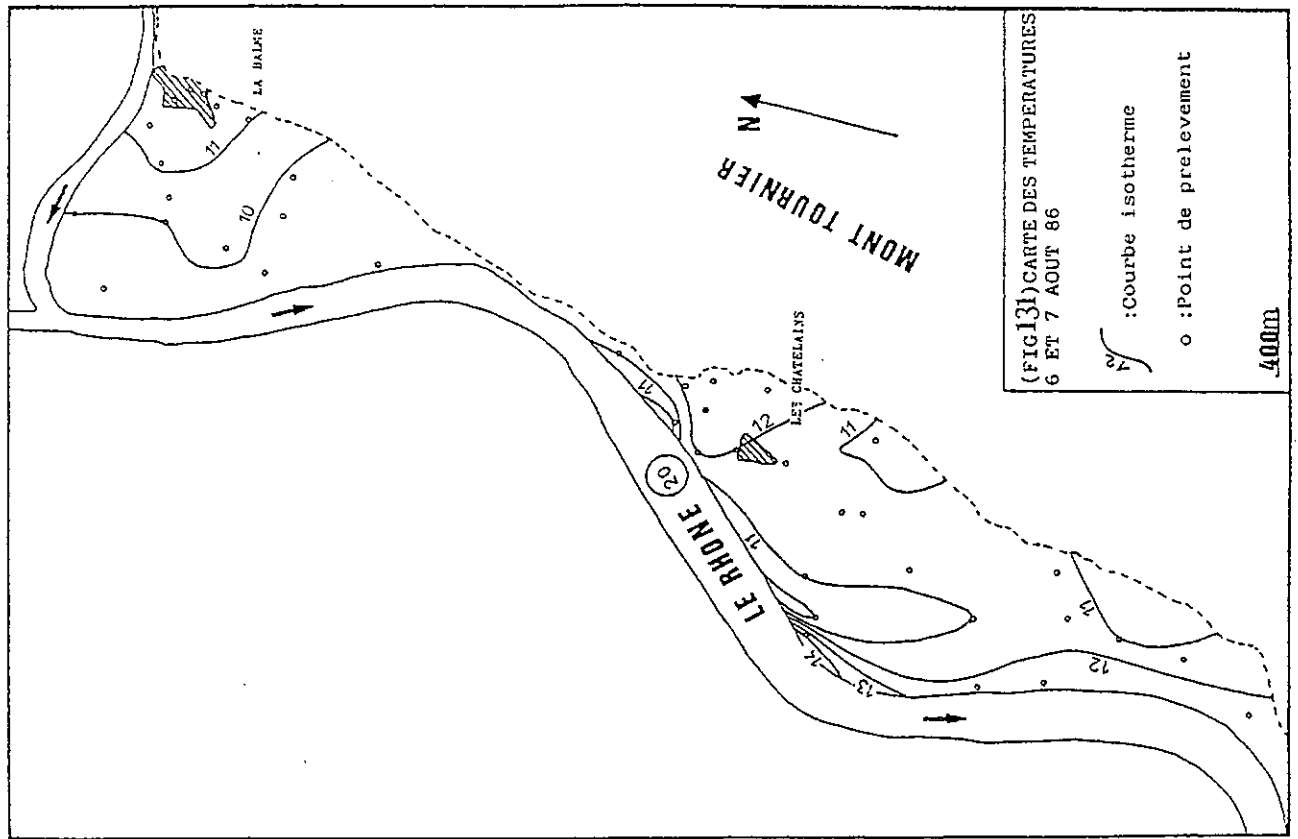 LA BALME
11
10
N
MONT TOURNIER
11
LES CHATELAINS
12
11
20
LE RHONE
11
14
13
12
11
(FIG131)CARTE DES TEMPERATURES
6 ET 7 AOUT 86
12 :Courbe isotherme
o :Point de prelevement
400m